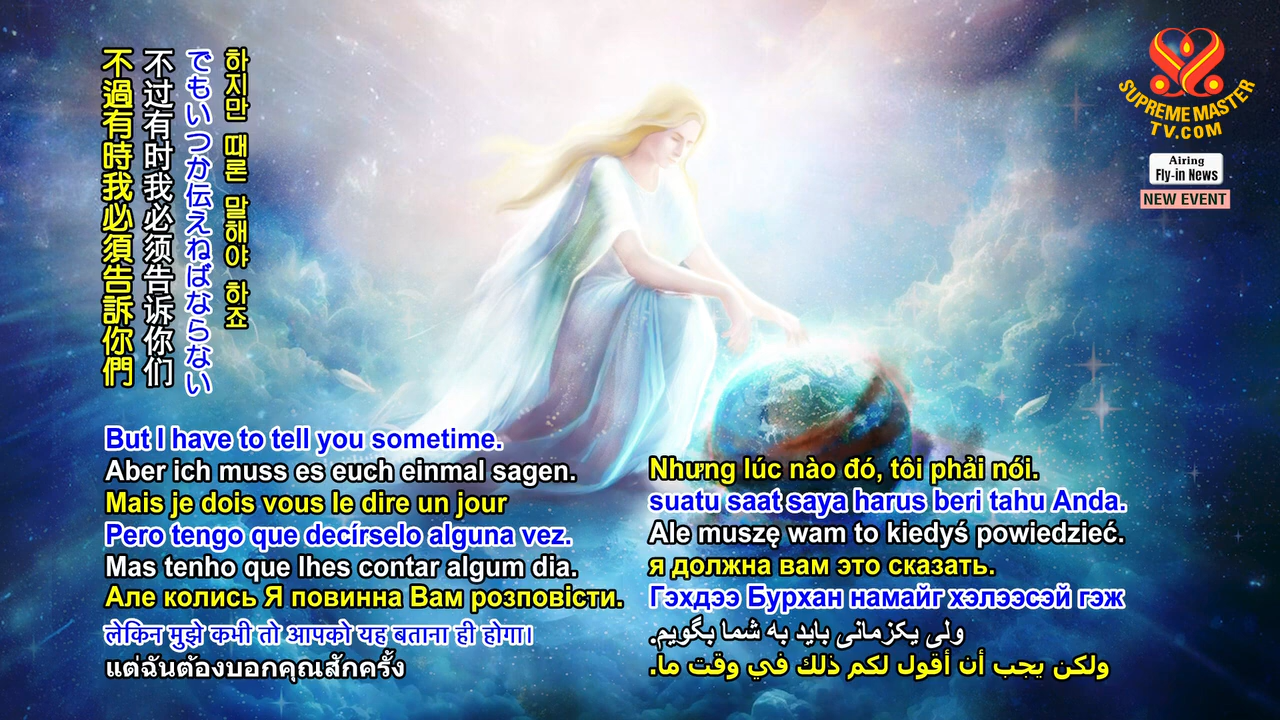 不過有時我必須告訴你們
不过有时我必须告诉你们
でもいつか伝えねばならない
하지만 때론 말해야 하죠
SUPREME MASTER
TV.COM
Airing
Fly-in News
NEW EVENT
But I have to tell you sometime.
Aber ich muss es euch einmal sagen.
Mais je dois vous le dire un jour
Pero tengo que decírselo alguna vez.
Mas tenho que lhes contar algum dia.
Але колись Я повинна Вам розповісти.
लेकिन मुझे कभी तो आपको यह बताना ही होगा।
แต่ฉันต้องบอกคุณสักครั้ง
Nhưng lúc nào đó, tôi phải nói.
suatu saat saya harus beri tahu Anda.
Ale muszę wam to kiedyś powiedzieć.
я должна вам это сказать.
Гэхдээ Бурхан намайг хэлээсэй гэж
ولی یکزمانی باید به شما بگویم.
ولكن يجب أن أقول لكم ذلك في وقت ما.